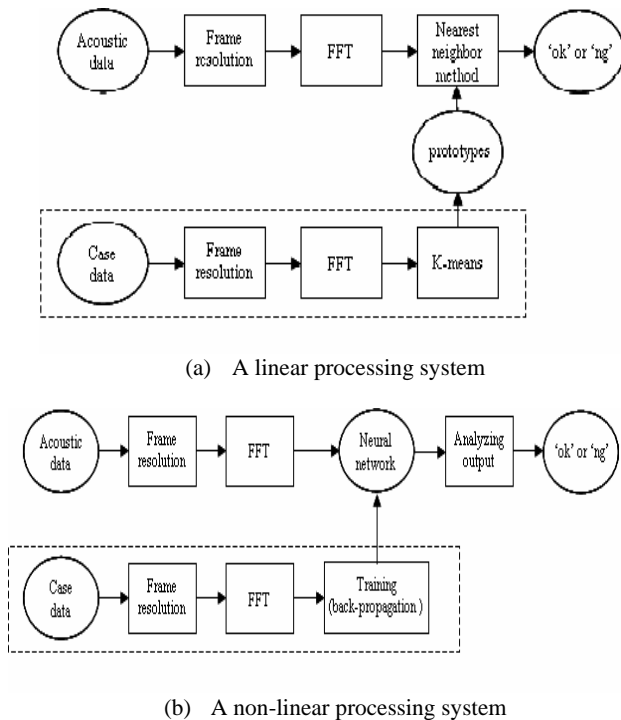 Acoustic
data
Frame
resolution
FFT
Nearest
neighbor
method
'ok' or 'ng'
prototypes
Case
data
Frame
resolution
FFT
K-means
(a) A linear processing system
Acoustic
data
Frame
resolution
FFT
Neural
network
Analyzing
output
'ok' or 'ng'
Case
data
Frame
resolution
FFT
Training
(back-propagation )
(b) A non-linear processing system